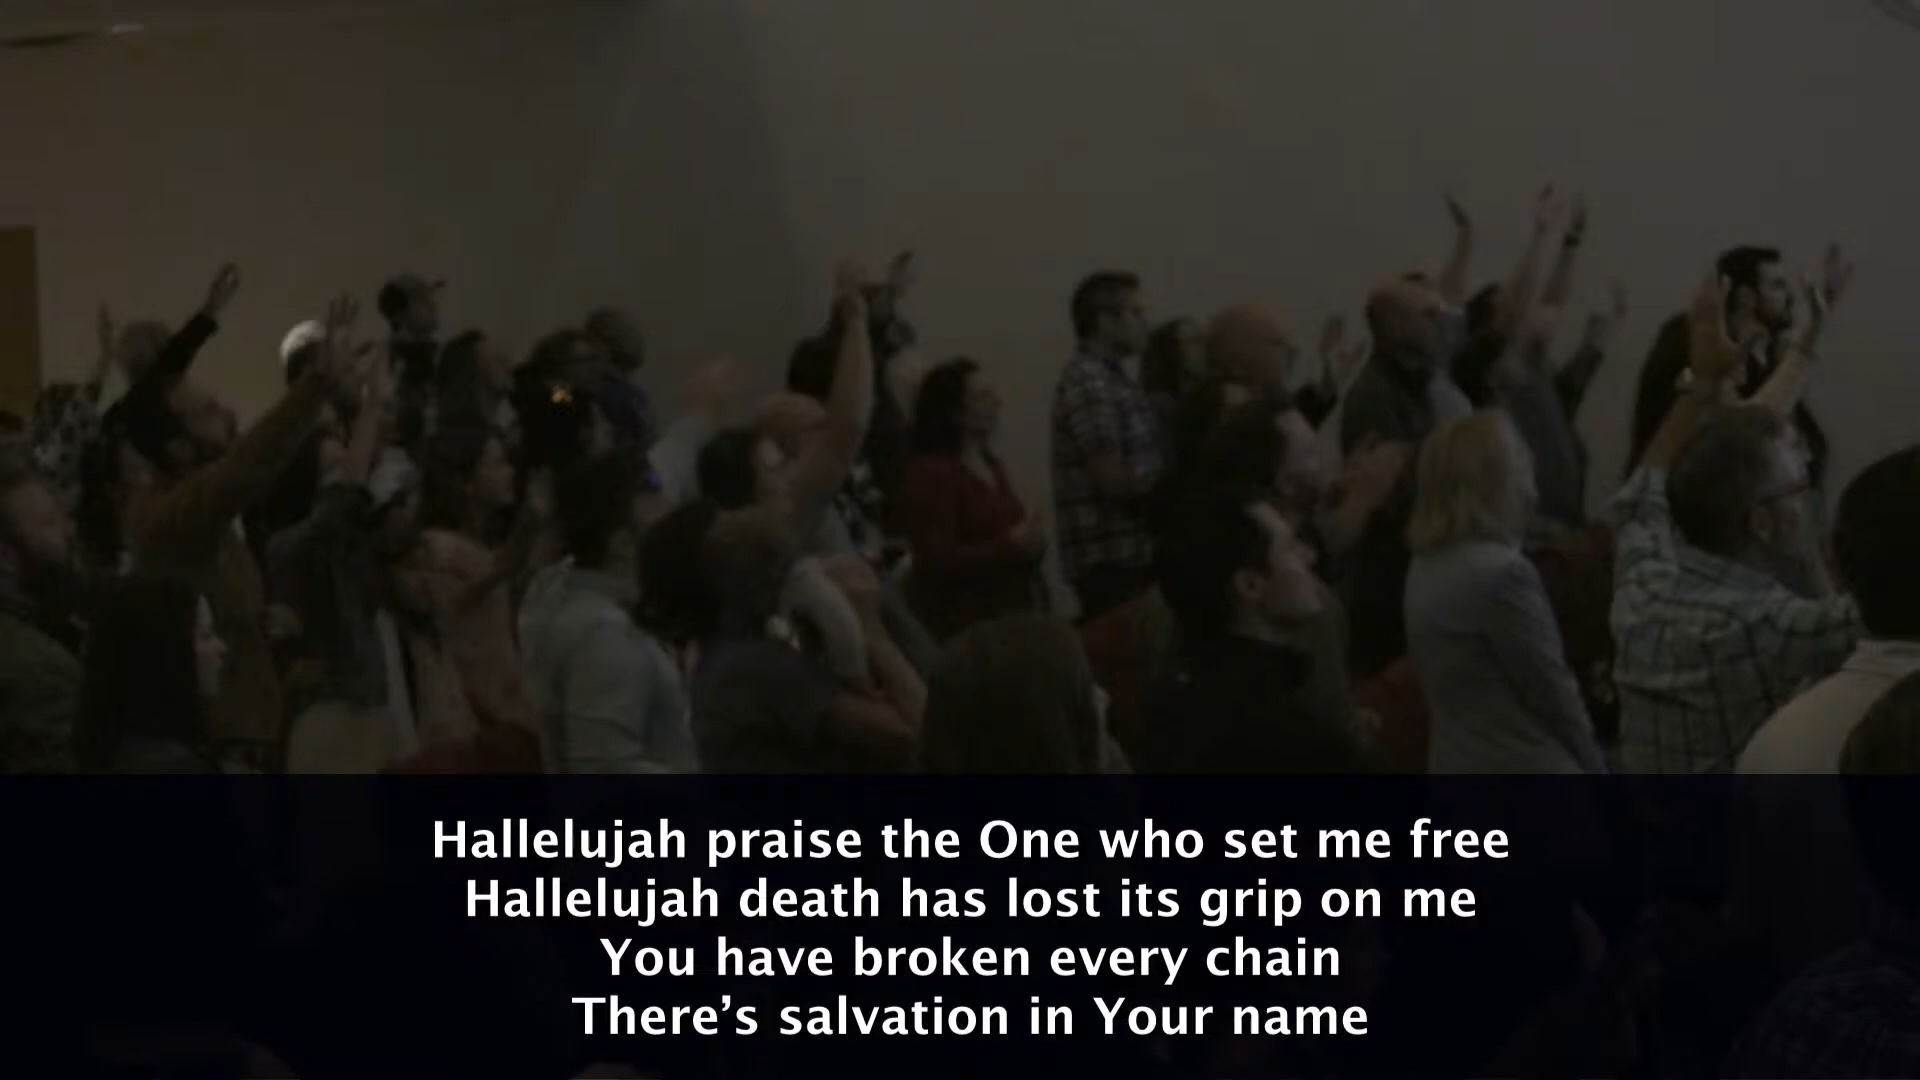 Hallelujah praise the One who set me free
Hallelujah death has lost its grip on me
You have broken every chain
There’s salvation in Your name